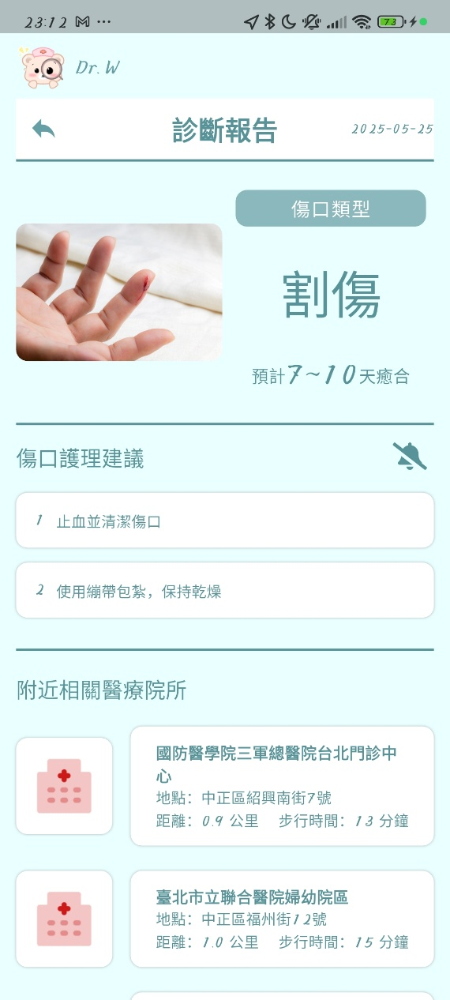 23:12
73
Dr. W
診斷報告
2025-05-25
傷口類型
割傷
預計7~10天癒合
傷口護理建議
1 止血並清潔傷口
2 使用繃帶包紮，保持乾燥
附近相關醫療院所
國防醫學院三軍總醫院台北門診中
心
地點：中正區紹興南街7號
距離：0.9 公里 步行時間：13 分鐘
臺北市立聯合醫院婦幼院區
地點：中正區福州街12號
距離：1.0 公里 步行時間：15 分鐘